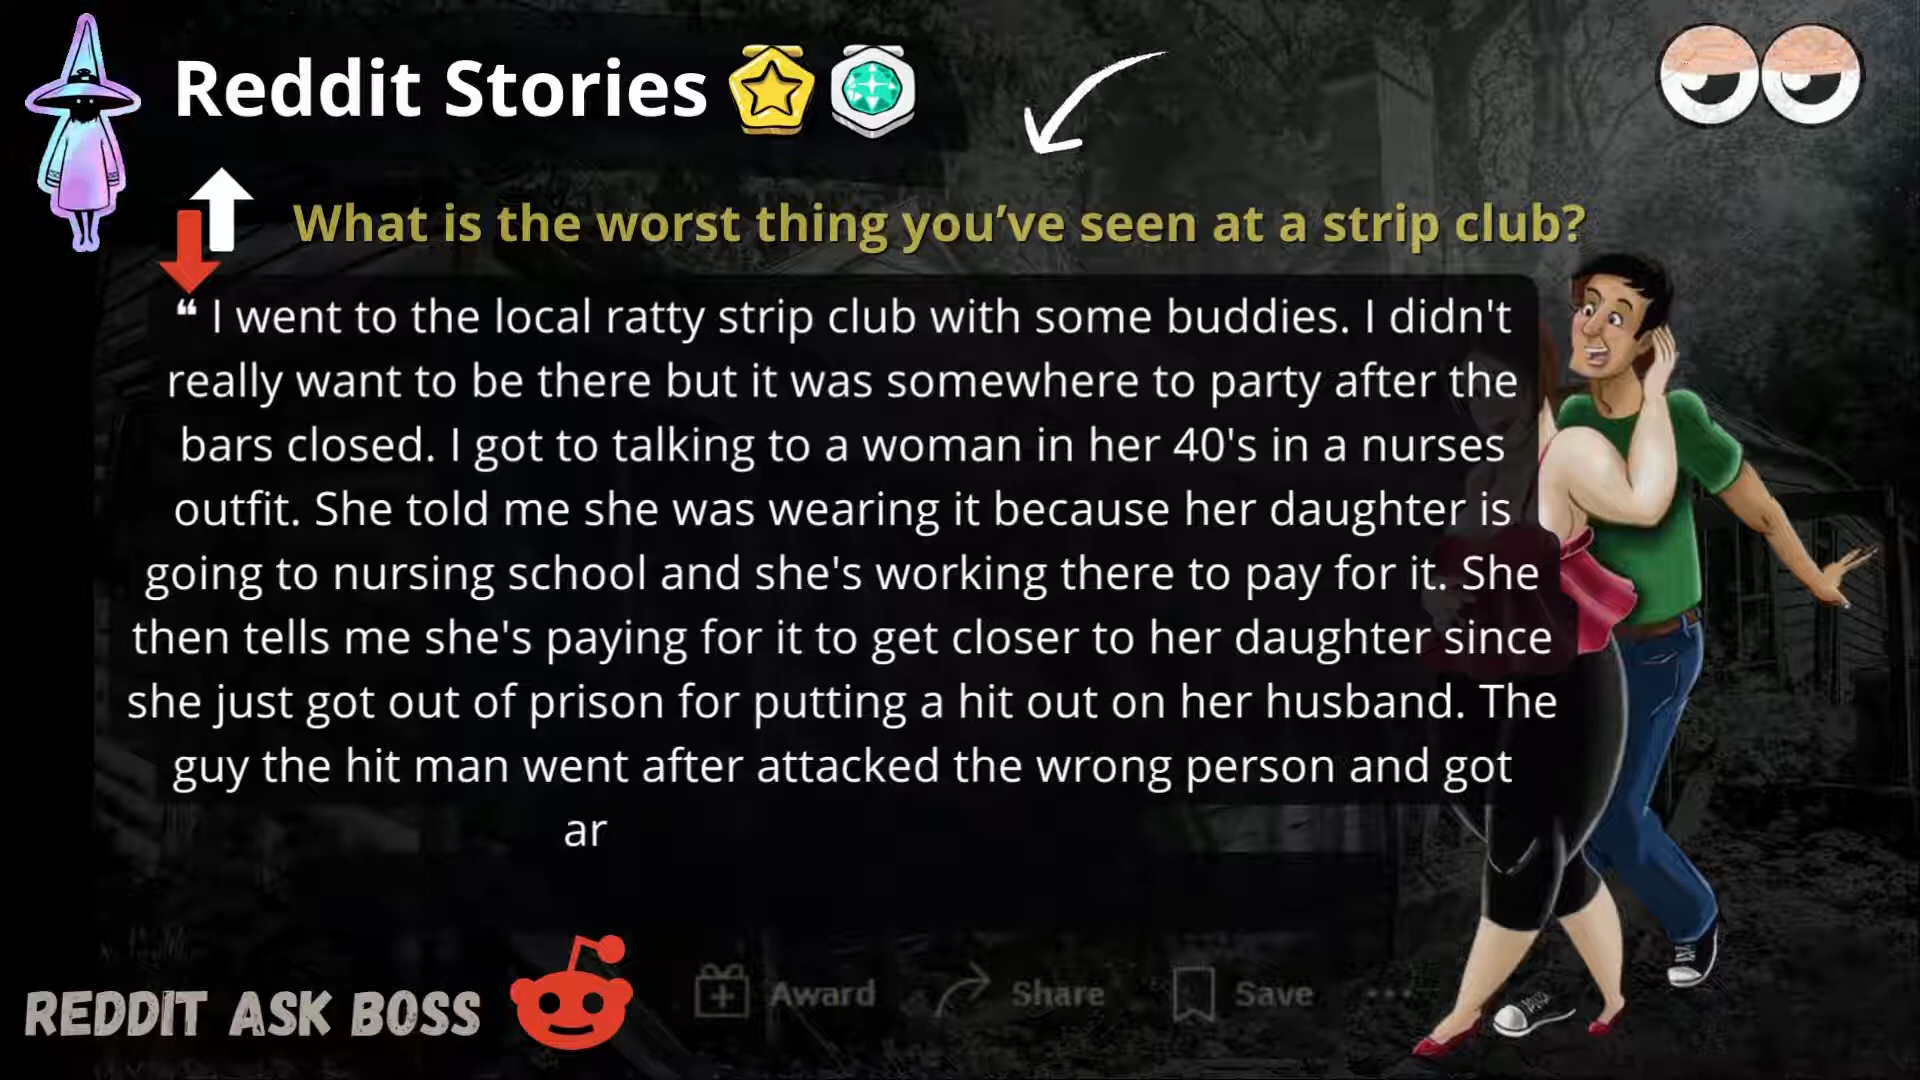 Reddit Stories
What is the worst thing you’ve seen at a strip club?
❝ I went to the local ratty strip club with some buddies. I didn't
really want to be there but it was somewhere to party after the
bars closed. I got to talking to a woman in her 40's in a nurses
outfit. She told me she was wearing it because her daughter is
going to nursing school and she's working there to pay for it. She
then tells me she's paying for it to get closer to her daughter since
she just got out of prison for putting a hit out on her husband. The
guy the hit man went after attacked the wrong person and got
ar
REDDIT ASK BOSS
Award Share Save